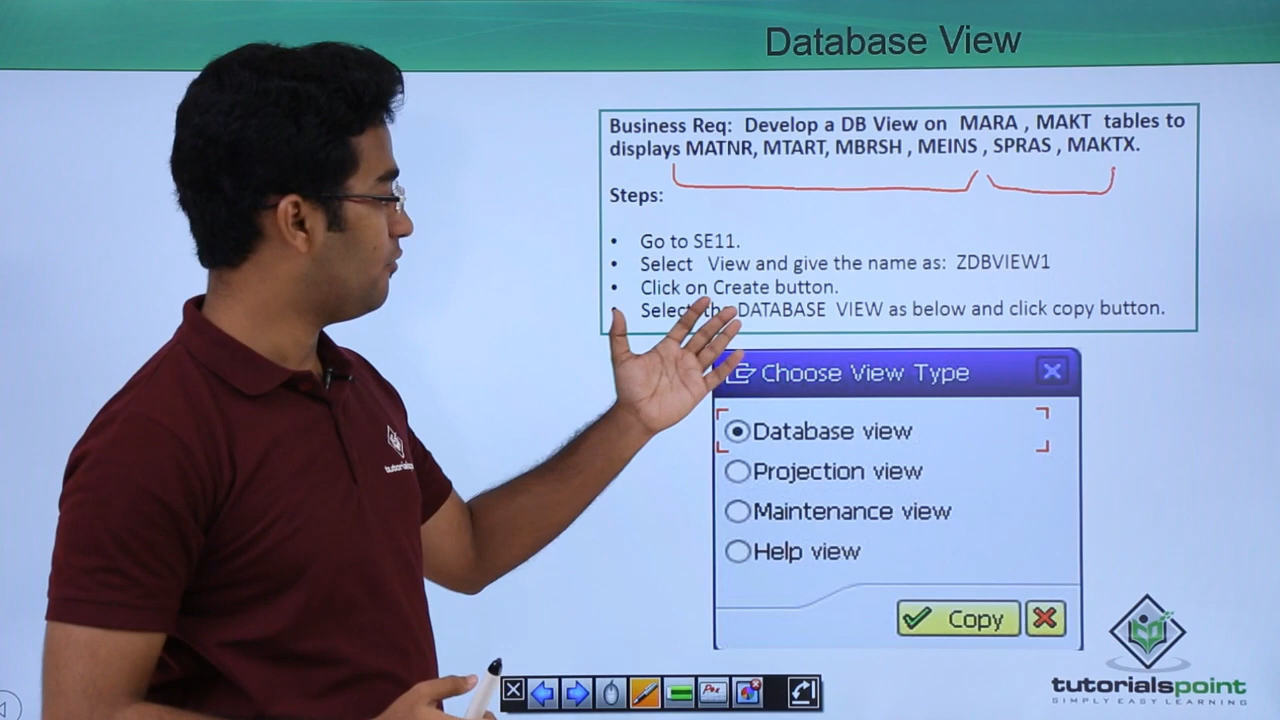 Database View
Business Req: Develop a DB View on MARA , MAKT tables to
displays MATNR, MTART, MBRSH , MEINS , SPRAS , MAKTX.
Steps:
• Go to SE11.
• Select View and give the name as: ZDBVIEW1
• Click on Create button.
• Select the DATABASE VIEW as below and click copy button.
Choose View Type
Database view
Projection view
Maintenance view
Help view
Copy
tutorialspoint
SIMPLY EASY LEARNING
Pen